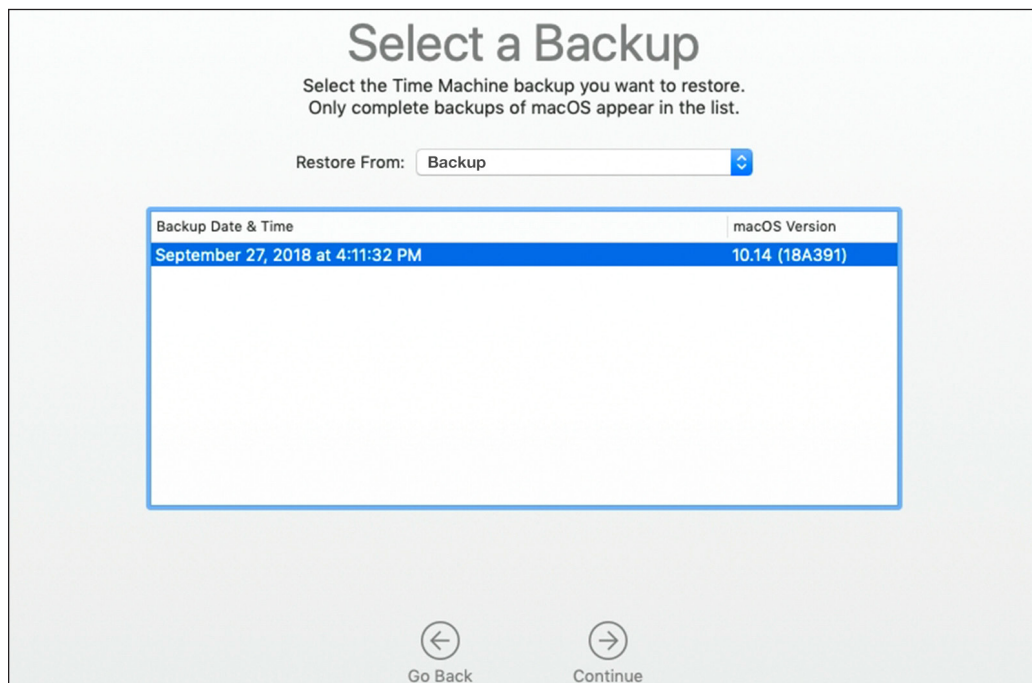 Select a Backup
Select the Time Machine backup you want to restore.
Only complete backups of macOS appear in the list.
Restore From: Backup
Backup Date & Time macOS Version
September 27, 2018 at 4:11:32 PM 10.14 (18A391)
Go Back Continue